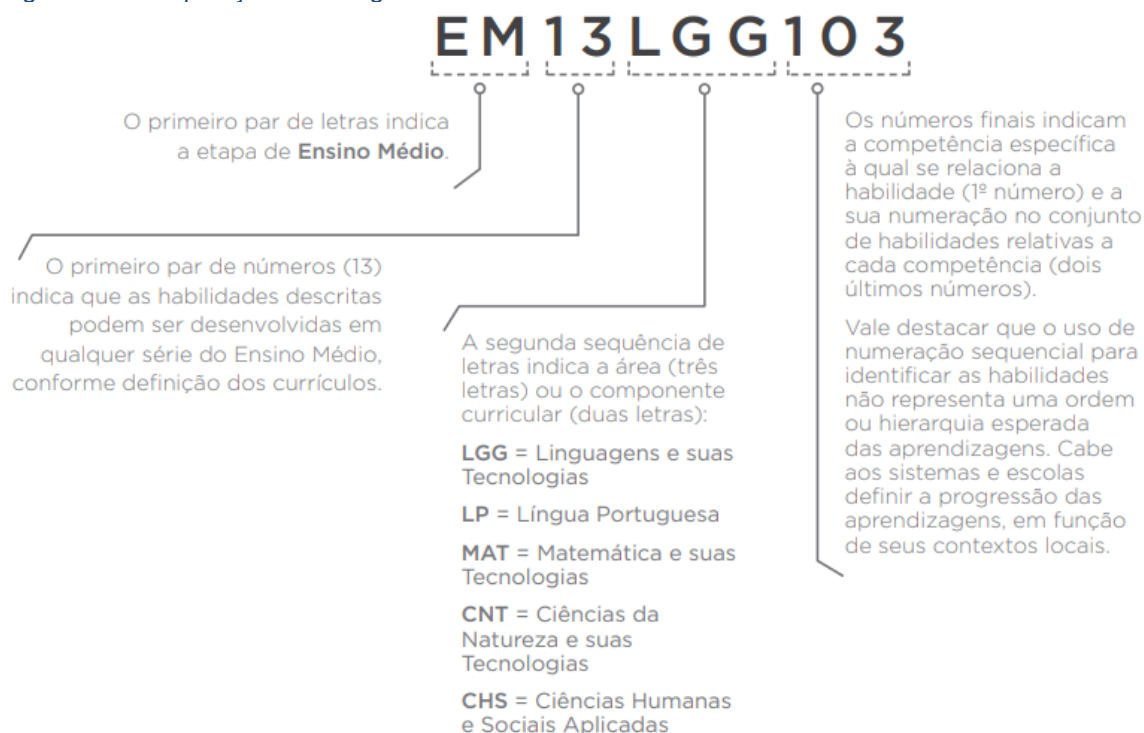 EM13LGG103
O primeiro par de letras indica
a etapa de Ensino Médio.
O primeiro par de números (13)
indica que as habilidades descritas
podem ser desenvolvidas em
qualquer série do Ensino Médio,
conforme definição dos currículos.
A segunda sequência de
letras indica a área (três
letras) ou o componente
curricular (duas letras):
LGG = Linguagens e suas
Tecnologias
LP = Língua Portuguesa
MAT = Matemática e suas
Tecnologias
CNT = Ciências da
Natureza e suas
Tecnologias
CHS = Ciências Humanas
e Sociais Aplicadas
Os números finais indicam
a competência específica
à qual se relaciona a
habilidade (1º número) e a
sua numeração no conjunto
de habilidades relativas a
cada competência (dois
últimos números).
Vale destacar que o uso de
numeração sequencial para
identificar as habilidades
não representa uma ordem
ou hierarquia esperada
das aprendizagens. Cabe
aos sistemas e escolas
definir a progressão das
aprendizagens, em função
de seus contextos locais.